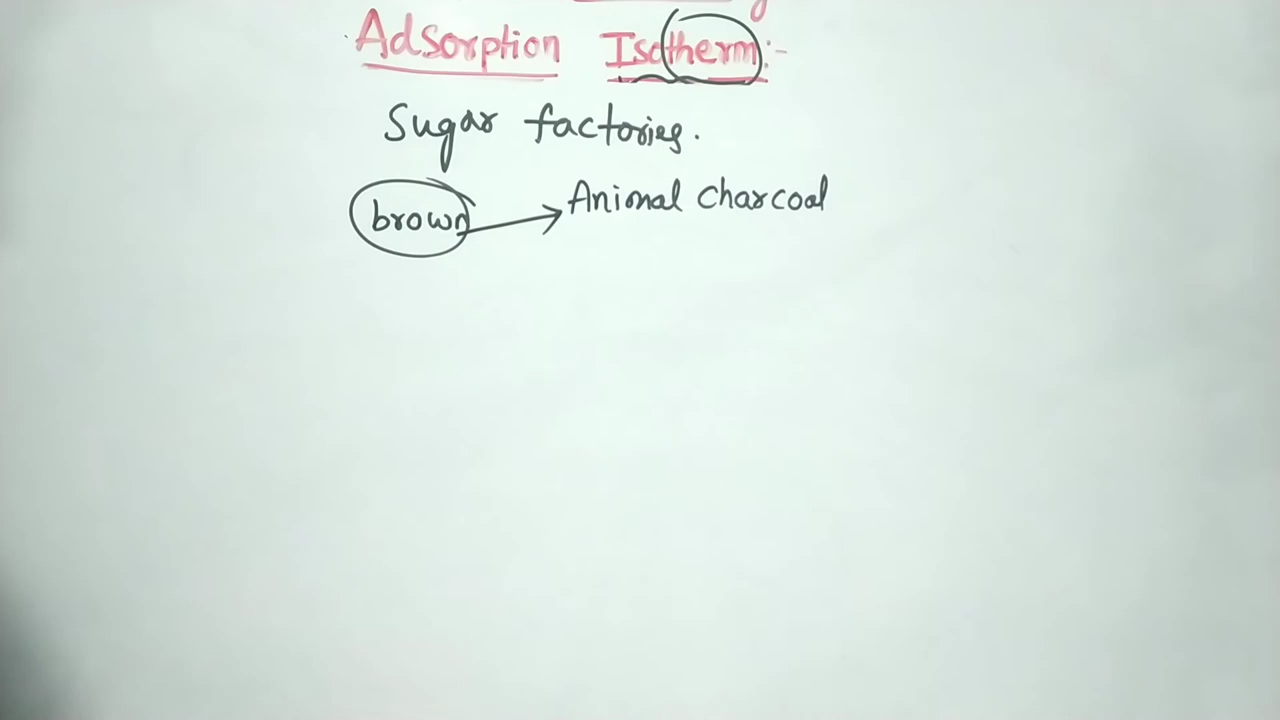 Adsorption Isotherm:-
Sugar factories.
brown → Animal Charcoal